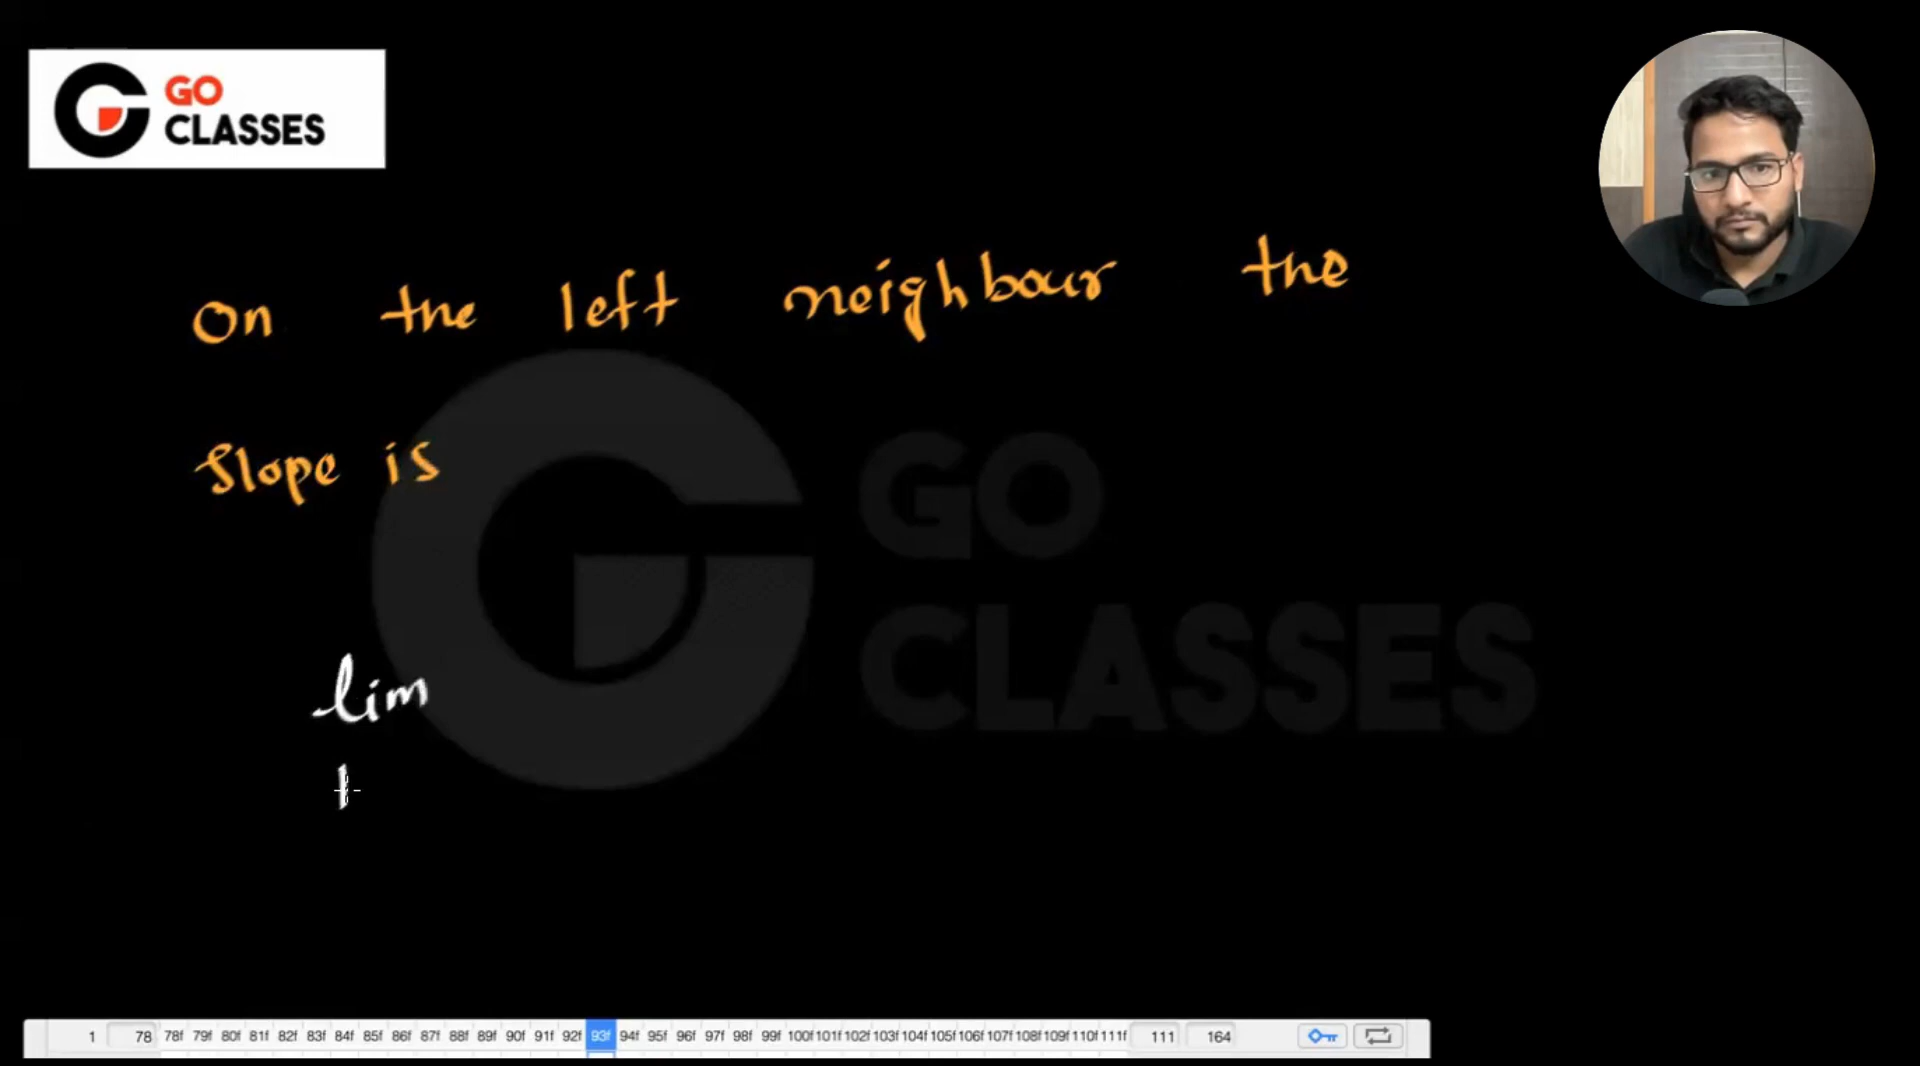 GO
CLASSES
On the left neighbour the
Slope is
GO
CLASSES
lim
1 78 78f 79f 80f 81f 82f 83f 84f 85f 86f 87f 88f 89f 90f 91f 92f 93f 94f 95f 96f 97f 98f 99f 100f 101f 102f 103f 104f 105f 106f 107f 108f 109f 110f 111f 111 164